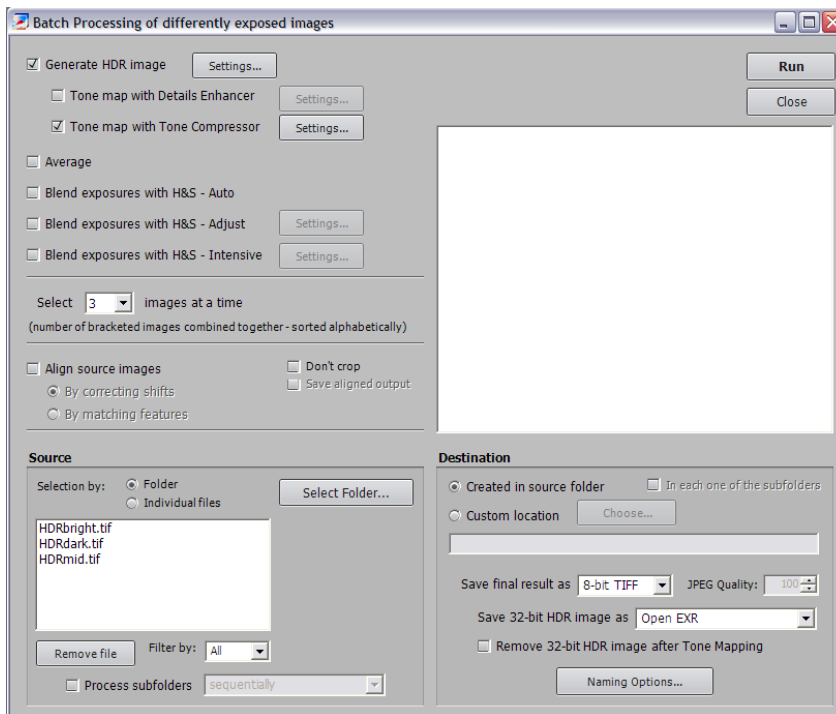 Batch Processing of differently exposed images
Generate HDR image Settings...
Run
Tone map with Details Enhancer Settings...
Close
Tone map with Tone Compressor Settings...
Average
Blend exposures with H&S - Auto
Blend exposures with H&S - Adjust Settings...
Blend exposures with H&S - Intensive Settings...
Select 3 images at a time
(number of bracketed images combined together - sorted alphabetically)
Align source images Don't crop
By correcting shifts Save aligned output
By matching features
Source
Selection by: Folder Select Folder...
Individual files
HDRbright.tif
HDRdark.tif
HDRmid.tif
Remove file Filter by: All
Process subfolders sequentially
Destination
Created in source folder In each one of the subfolders
Custom location Choose...
Save final result as 8-bit TIFF JPEG Quality: 100
Save 32-bit HDR image as Open EXR
Remove 32-bit HDR image after Tone Mapping
Naming Options...